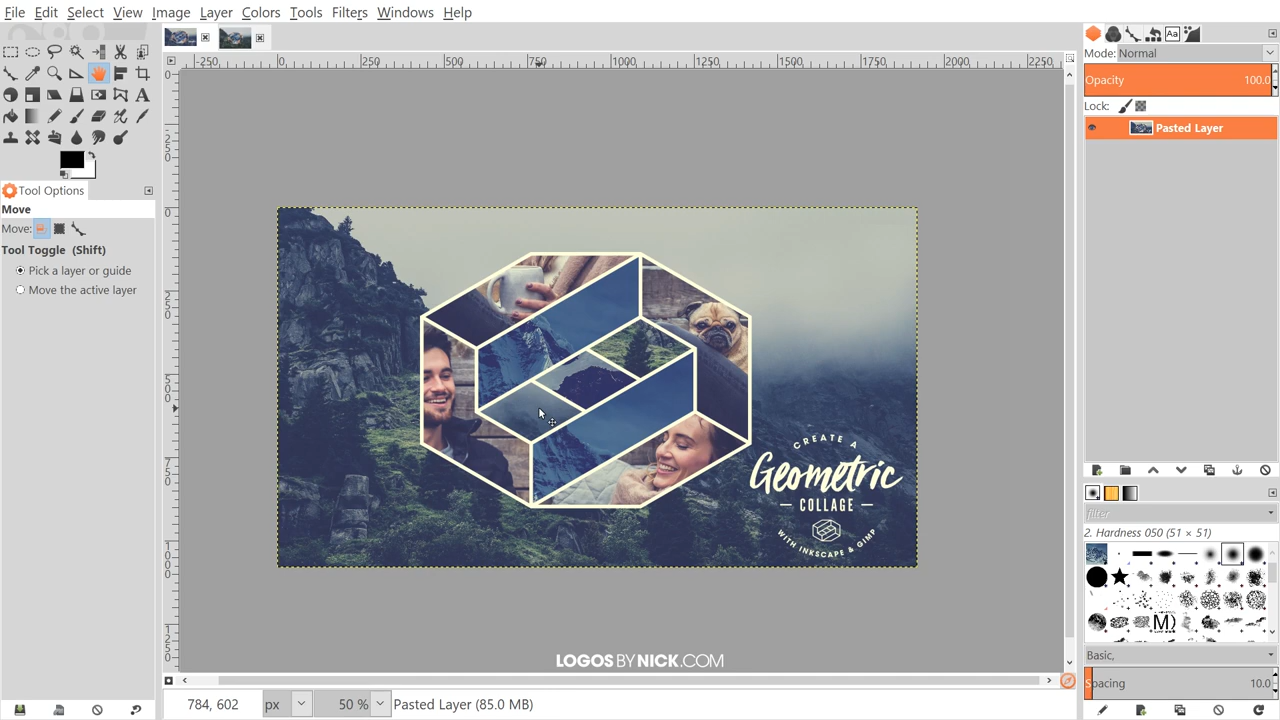 File Edit Select View Image Layer Colors Tools Filters Windows Help
-250 0 250 500 750 1000 1250 1500 1750 2000 2250
Mode: Normal
Opacity 100.0
Lock:
Pasted Layer
Tool Options
Move
Move:
Tool Toggle (Shift)
Pick a layer or guide
Move the active layer
CREATE A
Geometric
COLLAGE
WITH INKSCAPE & GIMP
filter
2. Hardness 050 (51 × 51)
Basic,
Spacing 10.0
LOGOSBYNICK.COM
784, 602 px 50 % Pasted Layer (85.0 MB)